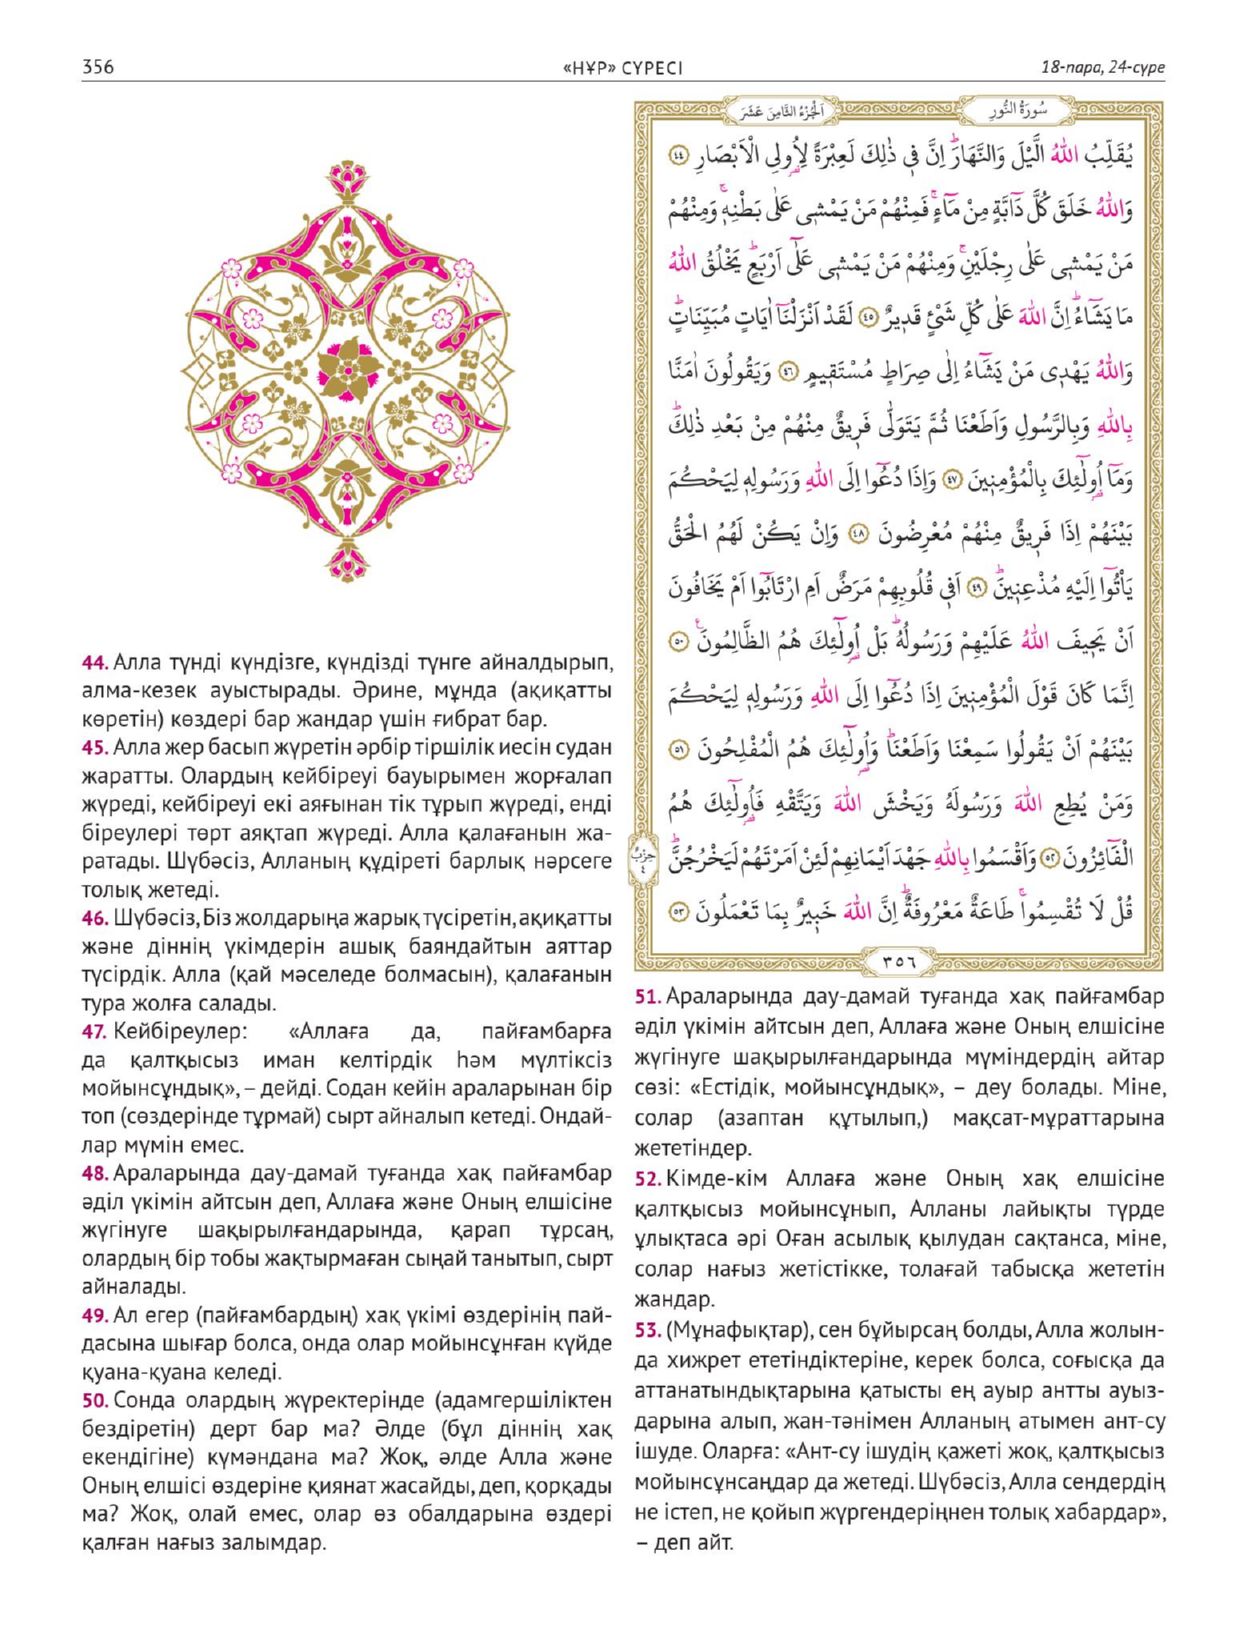 356
«НҰР» СҮРЕСІ
18-пара, 24-сүре
44. Алла түнді күндізге, күндізді түнге айналдырып,
алма-кезек ауыстырады. Әрине, мұнда (ақиқатты
көретін) көздері бар жандар үшін ғибрат бар.
45. Алла жер басып жүретін әрбір тіршілік иесін судан
жаратты. Олардың кейбіреуі бауырымен жорғалап
жүреді, кейбіреуі екі аяғынан тік тұрып жүреді, енді
біреулері төрт аяқтап жүреді. Алла қалағанын жа-
ратады. Шүбәсіз, Алланың құдіреті барлық нәрсеге
толық жетеді.
46. Шүбәсіз, Біз жолдарыңа жарық түсіретін, ақиқатты
және діннің үкімдерін ашық баяндайтын аяттар
түсірдік. Алла (қай мәселеде болмасын), қалағанын
тура жолға салады.
47. Кейбіреулер: «Аллаға да, пайғамбарға
да қалтқысыз иман келтірдік һәм мүлтіксіз
мойынсұндық», – дейді. Содан кейін араларынан бір
топ (сөздерінде тұрмай) сырт айналып кетеді. Ондай-
лар мүмін емес.
48. Араларында дау-дамай туғанда хақ пайғамбар
әділ үкімін айтсын деп, Аллаға және Оның елшісіне
жүгінуге шақырылғандарында, қарап тұрсаң,
олардың бір тобы жақтырмаған сыңай танытып, сырт
айналады.
49. Ал егер (пайғамбардың) хақ үкімі өздерінің пай-
дасына шығар болса, онда олар мойынсұнған күйде
қуана-қуана келеді.
50. Сонда олардың жүректерінде (адамгершіліктен
бездіретін) дерт бар ма? Әлде (бұл діннің хақ
екендігіне) күмәндана ма? Жоқ, әлде Алла және
Оның елшісі өздеріне қиянат жасайды, деп, қорқады
ма? Жоқ, олай емес, олар өз обалдарына өздері
қалған нағыз залымдар.
سُورَةُ النُّورِ
اَلْجُزْءُ الثَّامِنَ عَشَرَ
يُقَلِّبُ اللّٰهُ الَّيْلَ وَالنَّهَارَۜ اِنَّ ف۪ي ذٰلِكَ لَعِبْرَةً لِاُو۬لِي الْاَبْصَارِ ﴿٤٤﴾
وَاللّٰهُ خَلَقَ كُلَّ دَٓابَّةٍ مِنْ مَٓاءٍۚ فَمِنْهُمْ مَنْ يَمْش۪ي عَلٰى بَطْنِه۪ۚ وَمِنْهُمْ
مَنْ يَمْش۪ي عَلٰى رِجْلَيْنِۚ وَمِنْهُمْ مَنْ يَمْش۪ي عَلٰٓى اَرْبَعٍۜ يَخْلُقُ اللّٰهُ
مَا يَشَٓاءُۜ اِنَّ اللّٰهَ عَلٰى كُلِّ شَيْءٍ قَد۪يرٌ ﴿٤٥﴾ لَقَدْ اَنْزَلْنَٓا اٰيَاتٍ مُبَيِّنَاتٍۜ
وَاللّٰهُ يَهْد۪ي مَنْ يَشَٓاءُ اِلٰى صِرَاطٍ مُسْتَق۪يمٍ ﴿٤٦﴾ وَيَقُولُونَ اٰمَنَّا
بِاللّٰهِ وَبِالرَّسُولِ وَاَطَعْنَا ثُمَّ يَتَوَلّٰى فَر۪يقٌ مِنْهُمْ مِنْ بَعْدِ ذٰلِكَۜ
وَمَٓا اُو۬لٰٓئِكَ بِالْمُؤْمِن۪ينَ ﴿٤٧﴾ وَاِذَا دُعُٓوا اِلَى اللّٰهِ وَرَسُولِه۪ لِيَحْكُمَ
بَيْنَهُمْ اِذَا فَر۪يقٌ مِنْهُمْ مُعْرِضُونَ ﴿٤٨﴾ وَاِنْ يَكُنْ لَهُمُ الْحَقُّ
يَأْتُٓوا اِلَيْهِ مُذْعِن۪ينَۜ ﴿٤٩﴾ اَف۪ي قُلُوبِهِمْ مَرَضٌ اَمِ ارْتَابُٓوا اَمْ يَخَافُونَ
اَنْ يَح۪يفَ اللّٰهُ عَلَيْهِمْ وَرَسُولُهُۜ بَلْ اُو۬لٰٓئِكَ هُمُ الظَّالِمُونَ۟ ﴿٥٠﴾
اِنَّمَا كَانَ قَوْلَ الْمُؤْمِن۪ينَ اِذَا دُعُٓوا اِلَى اللّٰهِ وَرَسُولِه۪ لِيَحْكُمَ
بَيْنَهُمْ اَنْ يَقُولُوا سَمِعْنَا وَاَطَعْنَاۜ وَاُو۬لٰٓئِكَ هُمُ الْمُفْلِحُونَ ﴿٥١﴾
وَمَنْ يُطِعِ اللّٰهَ وَرَسُولَهُ وَيَخْشَ اللّٰهَ وَيَتَّقْهِ فَاُو۬لٰٓئِكَ هُمُ
الْفَٓائِزُونَ ﴿٥٢﴾ وَاَقْسَمُوا بِاللّٰهِ جَهْدَ اَيْمَانِهِمْ لَئِنْ اَمَرْتَهُمْ لَيَخْرُجُنَّۜ
حِزْبٌ
٤
قُلْ لَا تُقْسِمُواۚ طَاعَةٌ مَعْرُوفَةٌۜ اِنَّ اللّٰهَ خَب۪يرٌ بِمَا تَعْمَلُونَ ﴿٥٣﴾
٣٥٦
51. Араларында дау-дамай туғанда хақ пайғамбар
әділ үкімін айтсын деп, Аллаға және Оның елшісіне
жүгінуге шақырылғандарында мүміндердің айтар
сөзі: «Естідік, мойынсұндық», – деу болады. Міне,
солар (азаптан құтылып,) мақсат-мұраттарына
жететіндер.
52. Кімде-кім Аллаға және Оның хақ елшісіне
қалтқысыз мойынсұнып, Алланы лайықты түрде
ұлықтаса әрі Оған асылық қылудан сақтанса, міне,
солар нағыз жетістікке, толағай табысқа жететін
жандар.
53. (Мұнафықтар), сен бұйырсаң болды, Алла жолын-
да хижрет ететіндіктеріне, керек болса, соғысқа да
аттанатындықтарына қатысты ең ауыр антты ауыз-
дарына алып, жан-тәнімен Алланың атымен ант-су
ішуде. Оларға: «Ант-су ішудің қажеті жоқ, қалтқысыз
мойынсұнсаңдар да жетеді. Шүбәсіз, Алла сендердің
не істеп, не қойып жүргендеріңнен толық хабардар»,
– деп айт.